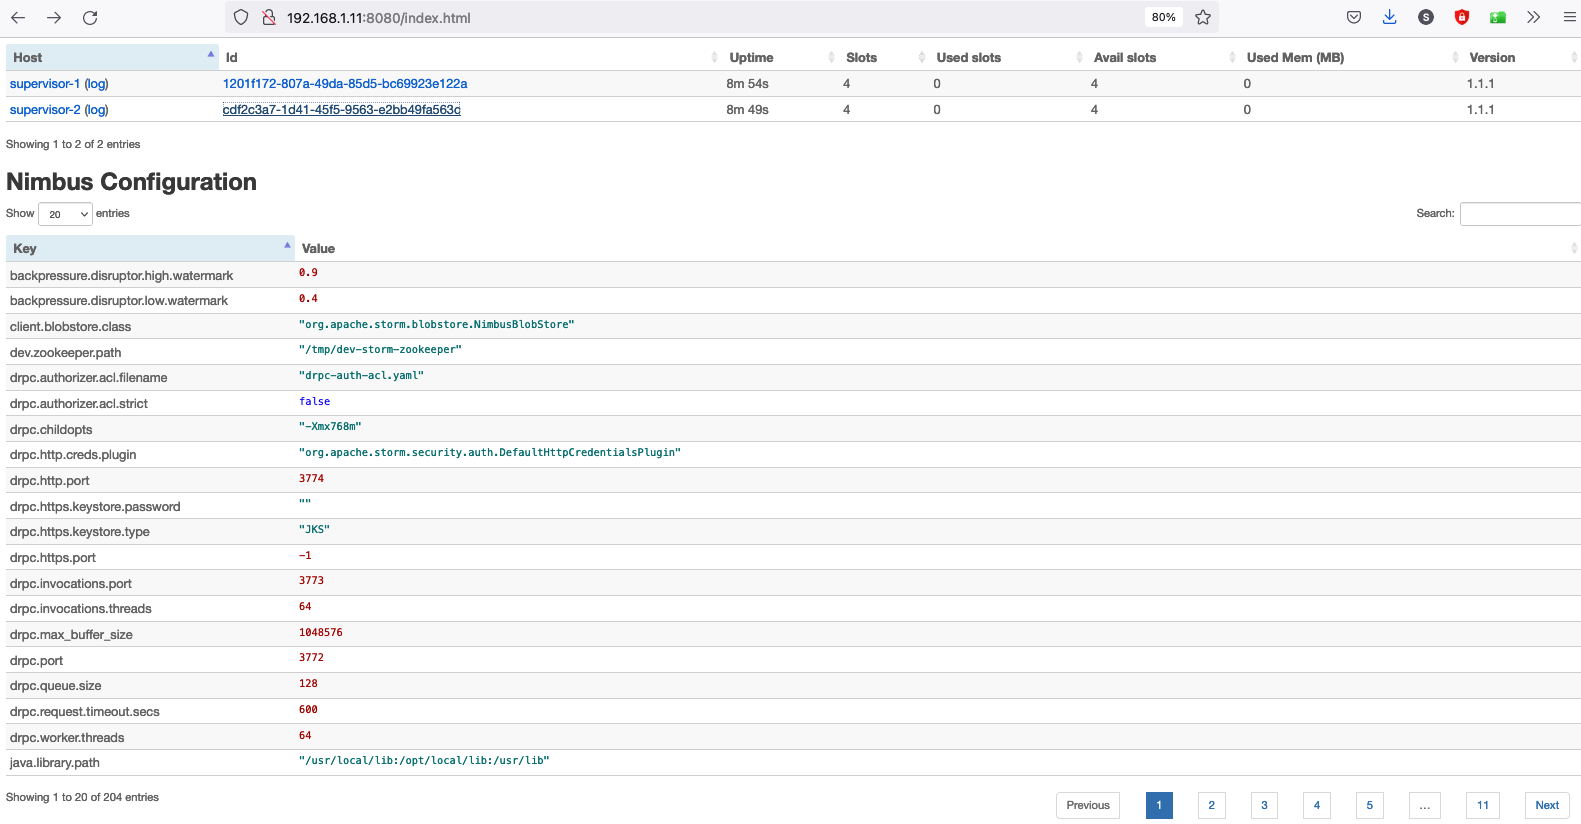 192.168.1.11:8080/index.html 80% S
Host Id Uptime Slots Used slots Avail slots Used Mem (MB) Version
supervisor-1 (log) 1201f172-807a-49da-85d5-bc69923e122a 8m 54s 4 0 4 0 1.1.1
supervisor-2 (log) cdf2c3a7-1d41-45f5-9563-e2bb49fa563c 8m 49s 4 0 4 0 1.1.1
Showing 1 to 2 of 2 entries
Nimbus Configuration
Show 20 entries Search:
Key Value
backpressure.disruptor.high.watermark 0.9
backpressure.disruptor.low.watermark 0.4
client.blobstore.class "org.apache.storm.blobstore.NimbusBlobStore"
dev.zookeeper.path "/tmp/dev-storm-zookeeper"
drpc.authorizer.acl.filename "drpc-auth-acl.yaml"
drpc.authorizer.acl.strict false
drpc.childopts "-Xmx768m"
drpc.http.creds.plugin "org.apache.storm.security.auth.DefaultHttpCredentialsPlugin"
drpc.http.port 3774
drpc.https.keystore.password ""
drpc.https.keystore.type "JKS"
drpc.https.port -1
drpc.invocations.port 3773
drpc.invocations.threads 64
drpc.max_buffer_size 1048576
drpc.port 3772
drpc.queue.size 128
drpc.request.timeout.secs 600
drpc.worker.threads 64
java.library.path "/usr/local/lib:/opt/local/lib:/usr/lib"
Showing 1 to 20 of 204 entries Previous 1 2 3 4 5 ... 11 Next